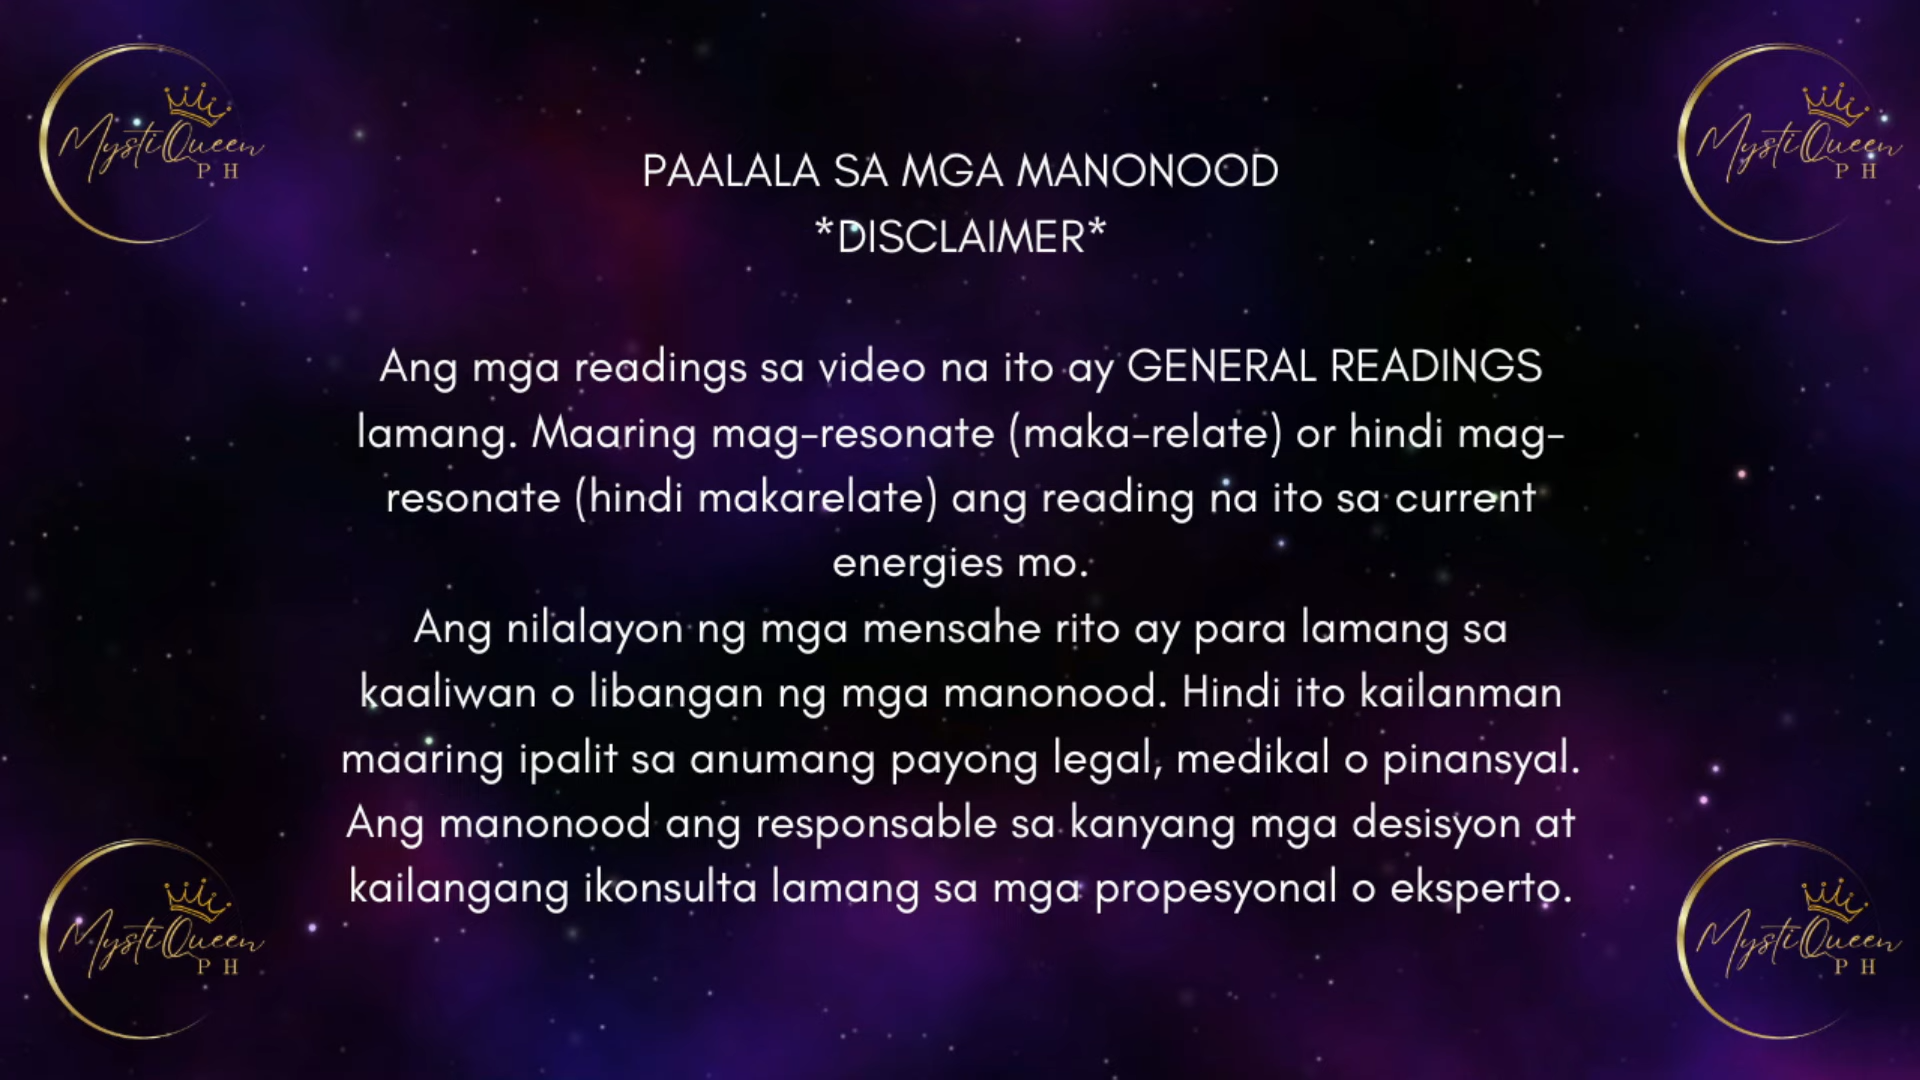 MystiQueen
PH
MystiQueen
PH
PAALALA SA MGA MANONOOD
*DISCLAIMER*
Ang mga readings sa video na ito ay GENERAL READINGS
lamang. Maaring mag-resonate (maka-relate) or hindi mag-
resonate (hindi makarelate) ang reading na ito sa current
energies mo.
Ang nilalayon ng mga mensahe rito ay para lamang sa
kaaliwan o libangan ng mga manonood. Hindi ito kailanman
maaring ipalit sa anumang payong legal, medikal o pinansyal.
Ang manonood ang responsable sa kanyang mga desisyon at
kailangang ikonsulta lamang sa mga propesyonal o eksperto.
MystiQueen
PH
MystiQueen
PH